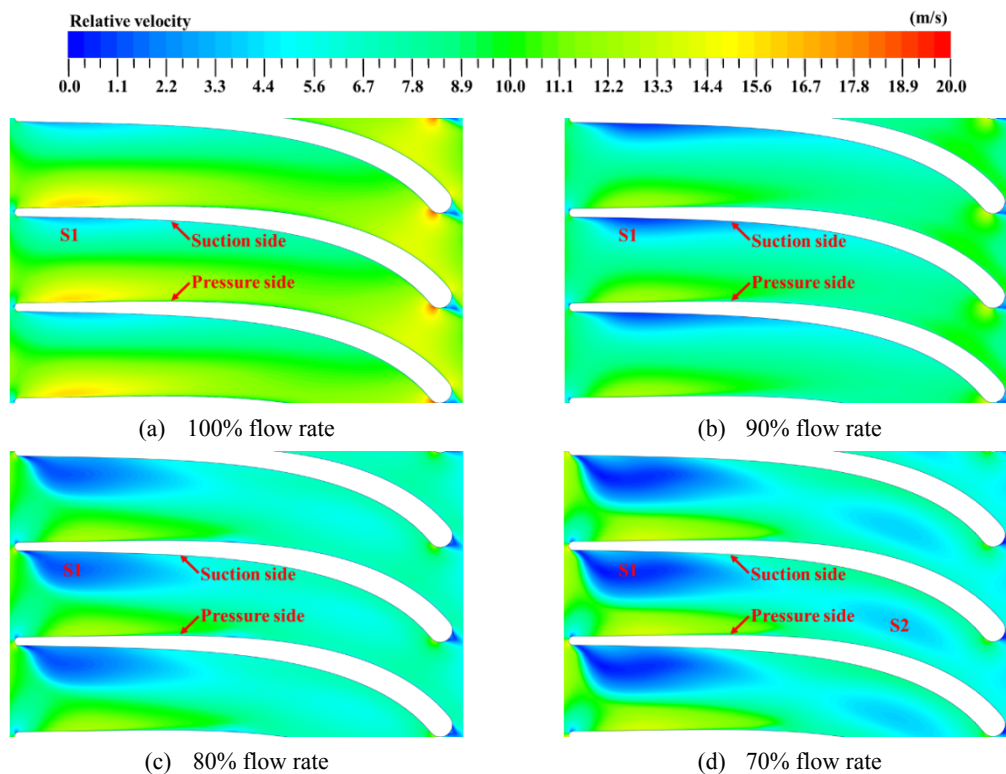 Relative velocity (m/s)
0.0 1.1 2.2 3.3 4.4 5.6 6.7 7.8 8.9 10.0 11.1 12.2 13.3 14.4 15.6 16.7 17.8 18.9 20.0
S1
Suction side
Pressure side
(a) 100% flow rate
S1
Suction side
Pressure side
(b) 90% flow rate
S1
Suction side
Pressure side
(c) 80% flow rate
S1
Suction side
Pressure side
S2
(d) 70% flow rate